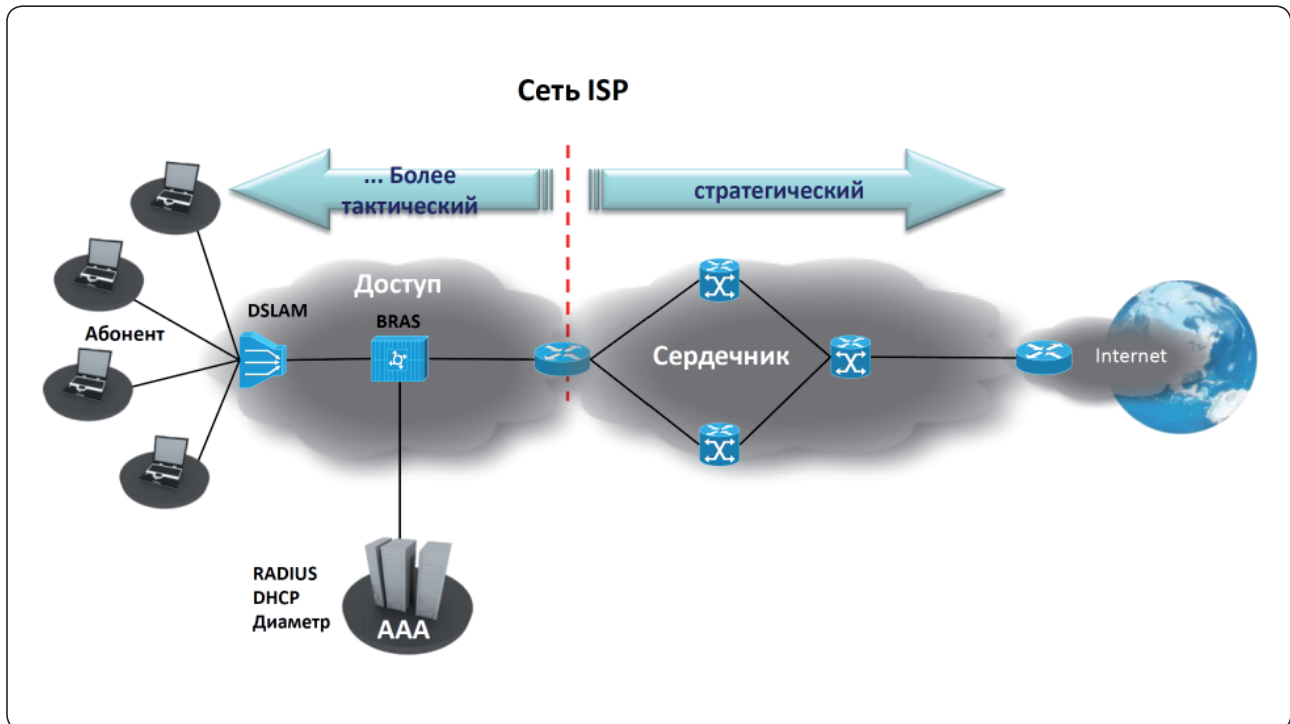 Сеть ISP
... Более
тактический
стратегический
Доступ
DSLAM
BRAS
Абонент
Сердечник
Internet
RADIUS
DHCP
Диаметр
AAA